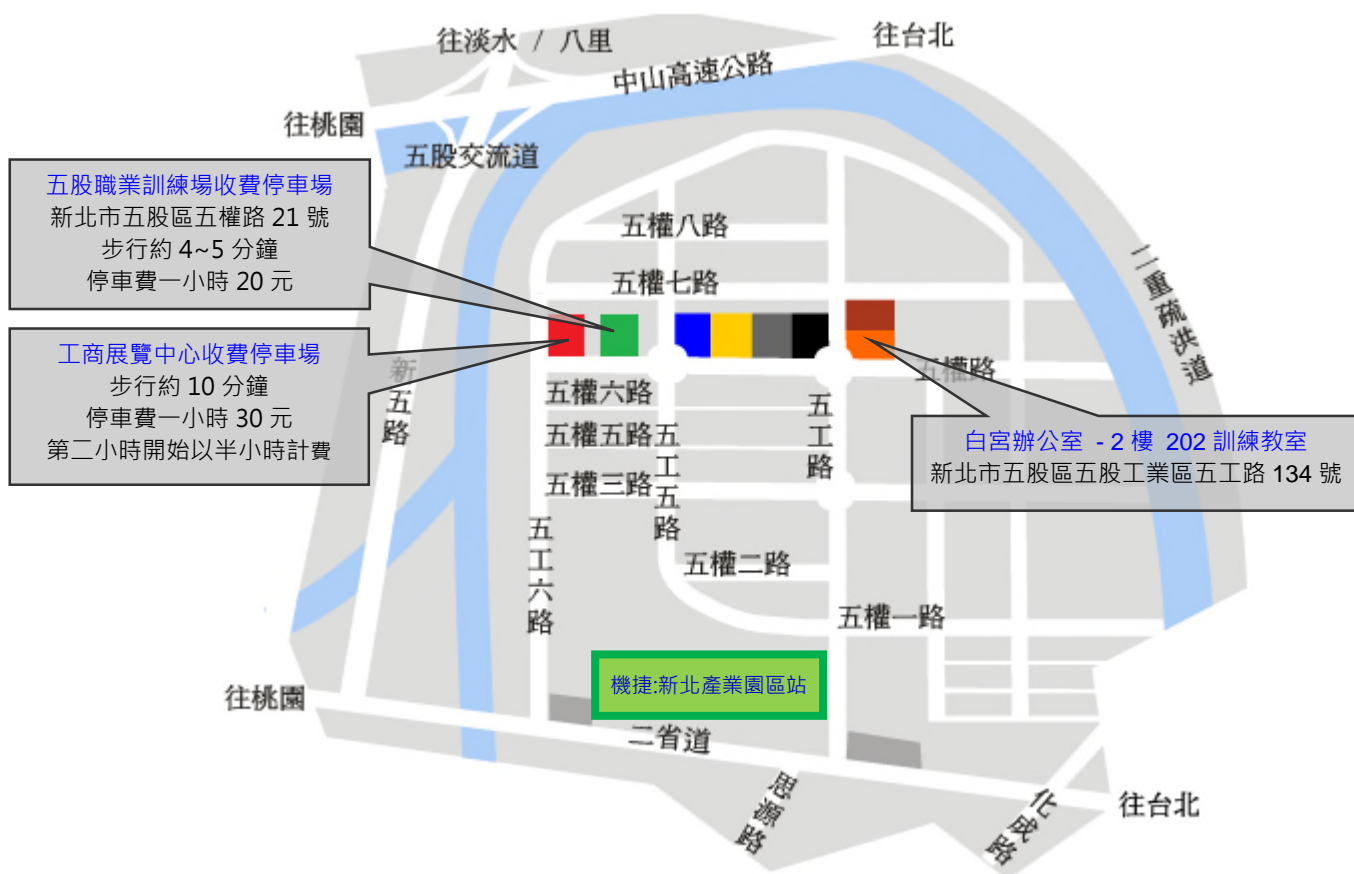 往淡水 / 八里
往台北
中山高速公路
往桃園
五股交流道
五股職業訓練場收費停車場
新北市五股區五權路 21 號
步行約 4~5 分鐘
停車費一小時 20 元
五權八路
五權七路
二重疏洪道
工商展覽中心收費停車場
步行約 10 分鐘
停車費一小時 30 元
第二小時開始以半小時計費
新五路
五權六路
五權路
五工路
五權五路
五工五路
五權三路
白宮辦公室 - 2 樓 202 訓練教室
新北市五股區五股工業區五工路 134 號
五工六路
五權二路
五權一路
機捷:新北產業園區站
往桃園
二省道
思源路
化成路
往台北